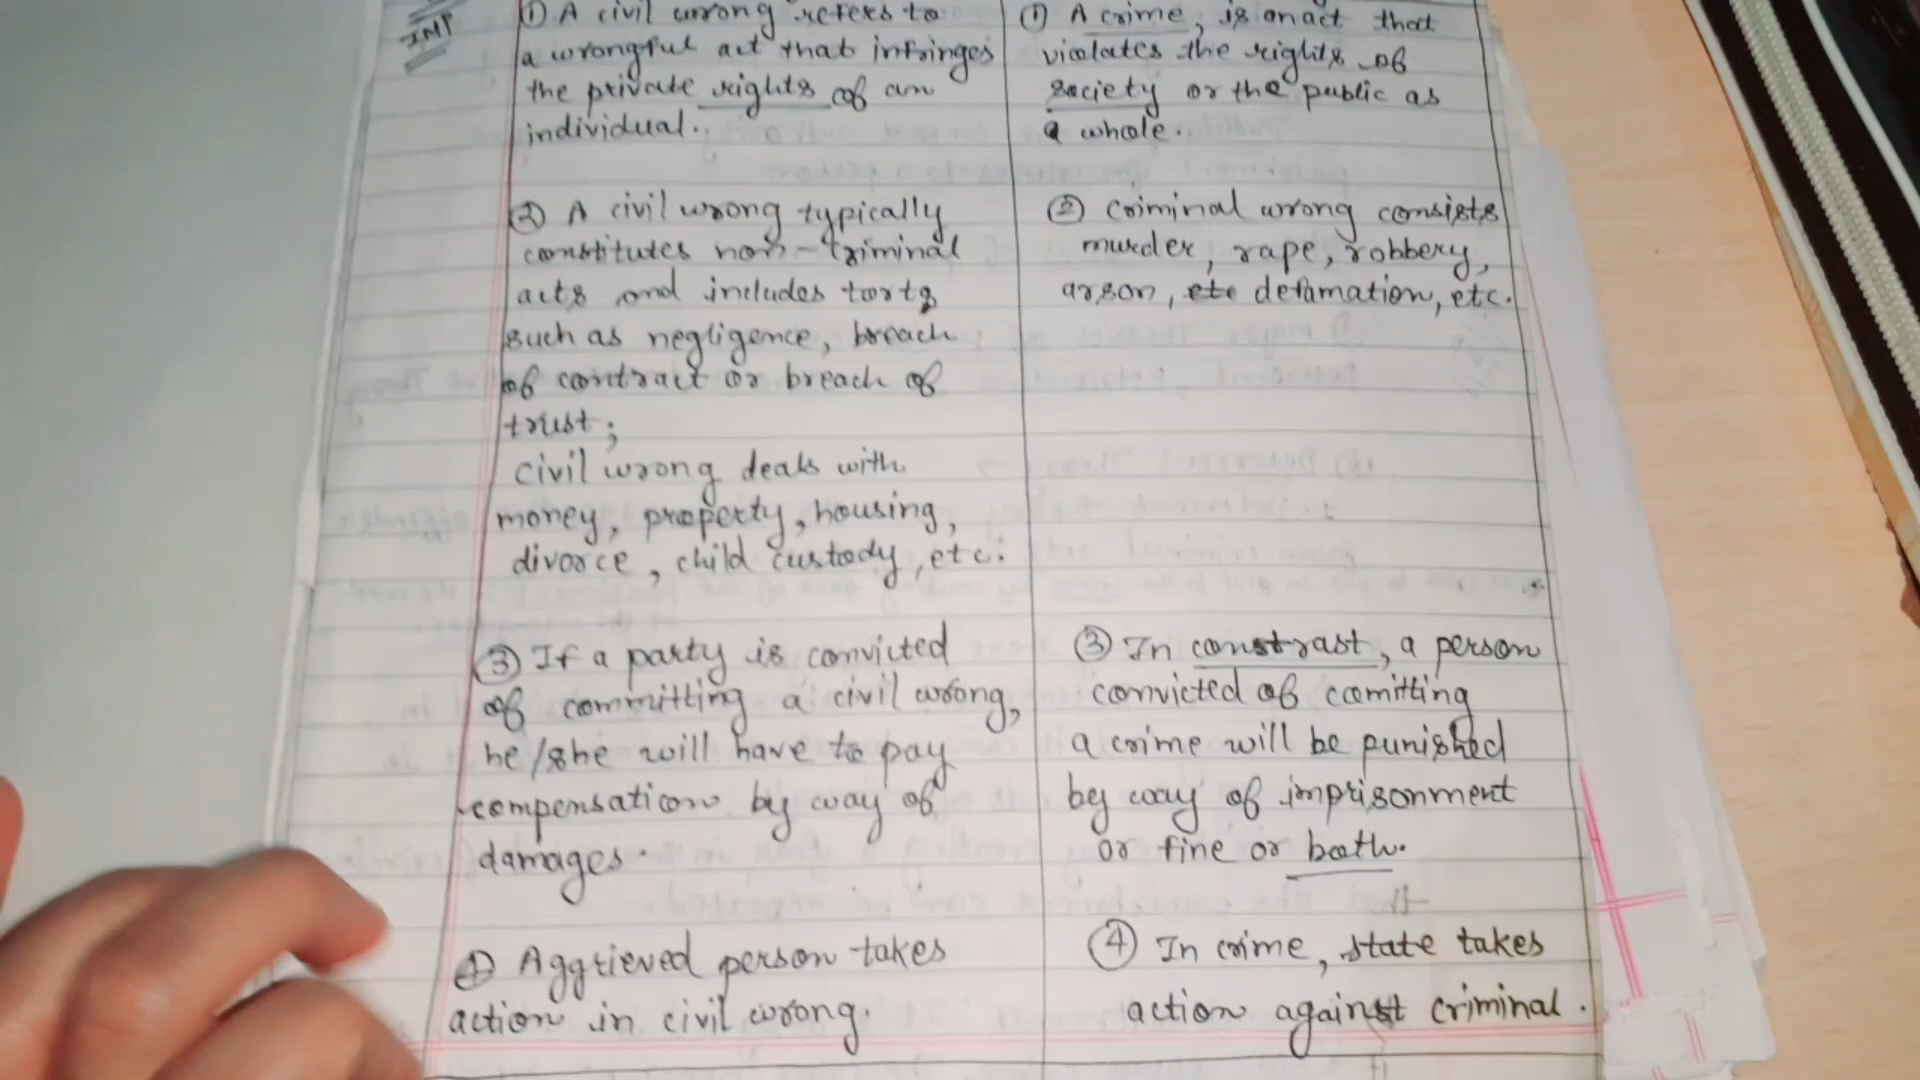 IMP
① A civil wrong refers to
a wrongful act that infringes
the private rights of an
individual.
② A civil wrong typically
constitutes non-criminal
acts and includes torts
such as negligence, breach
of contract or breach of
trust;
civil wrong deals with
money, property, housing,
divorce, child custody, etc.
③ If a party is convicted
of committing a civil wrong,
he/she will have to pay
compensation by way of
damages.
④ Aggrieved person takes
action in civil wrong.
① A crime, is an act that
violates the rights of
society or the public as
a whole.
② Criminal wrong consists
murder, rape, robbery,
arson, etc defamation, etc.
③ In constrast, a person
convicted of comitting
a crime will be punished
by way of imprisonment
or fine or both.
④ In crime, state takes
action against criminal.